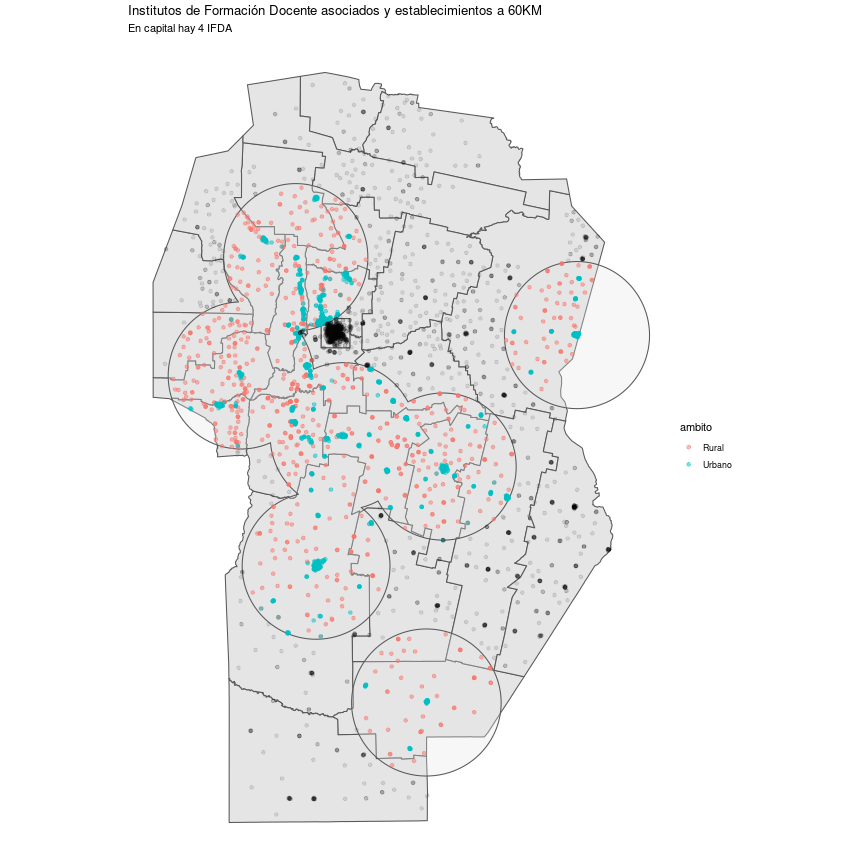 Institutos de Formación Docente asociados y establecimientos a 60KM
En capital hay 4 IFDA
ambito
Rural
Urbano